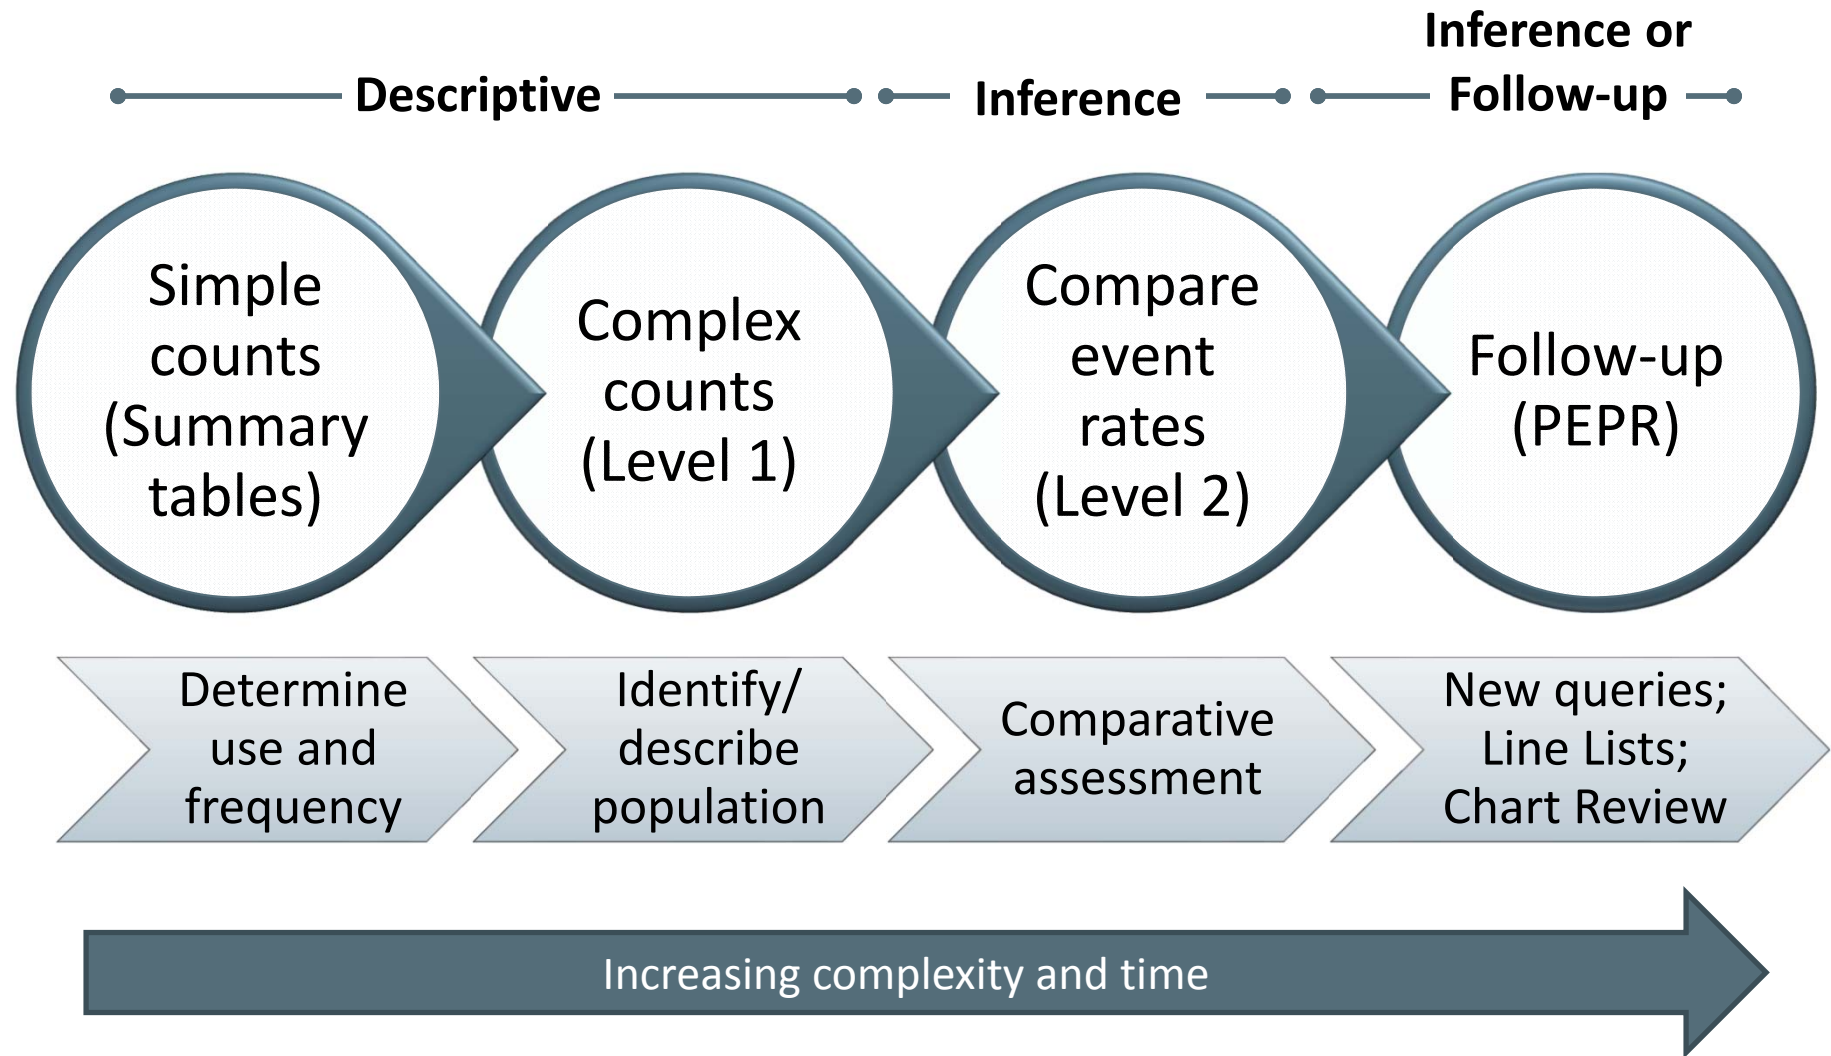 Descriptive
Inference
Inference or
Follow-up
Simple
counts
(Summary
tables)
Complex
counts
(Level 1)
Compare
event
rates
(Level 2)
Follow-up
(PEPR)
Determine
use and
frequency
Identify/
describe
population
Comparative
assessment
New queries;
Line Lists;
Chart Review
Increasing complexity and time